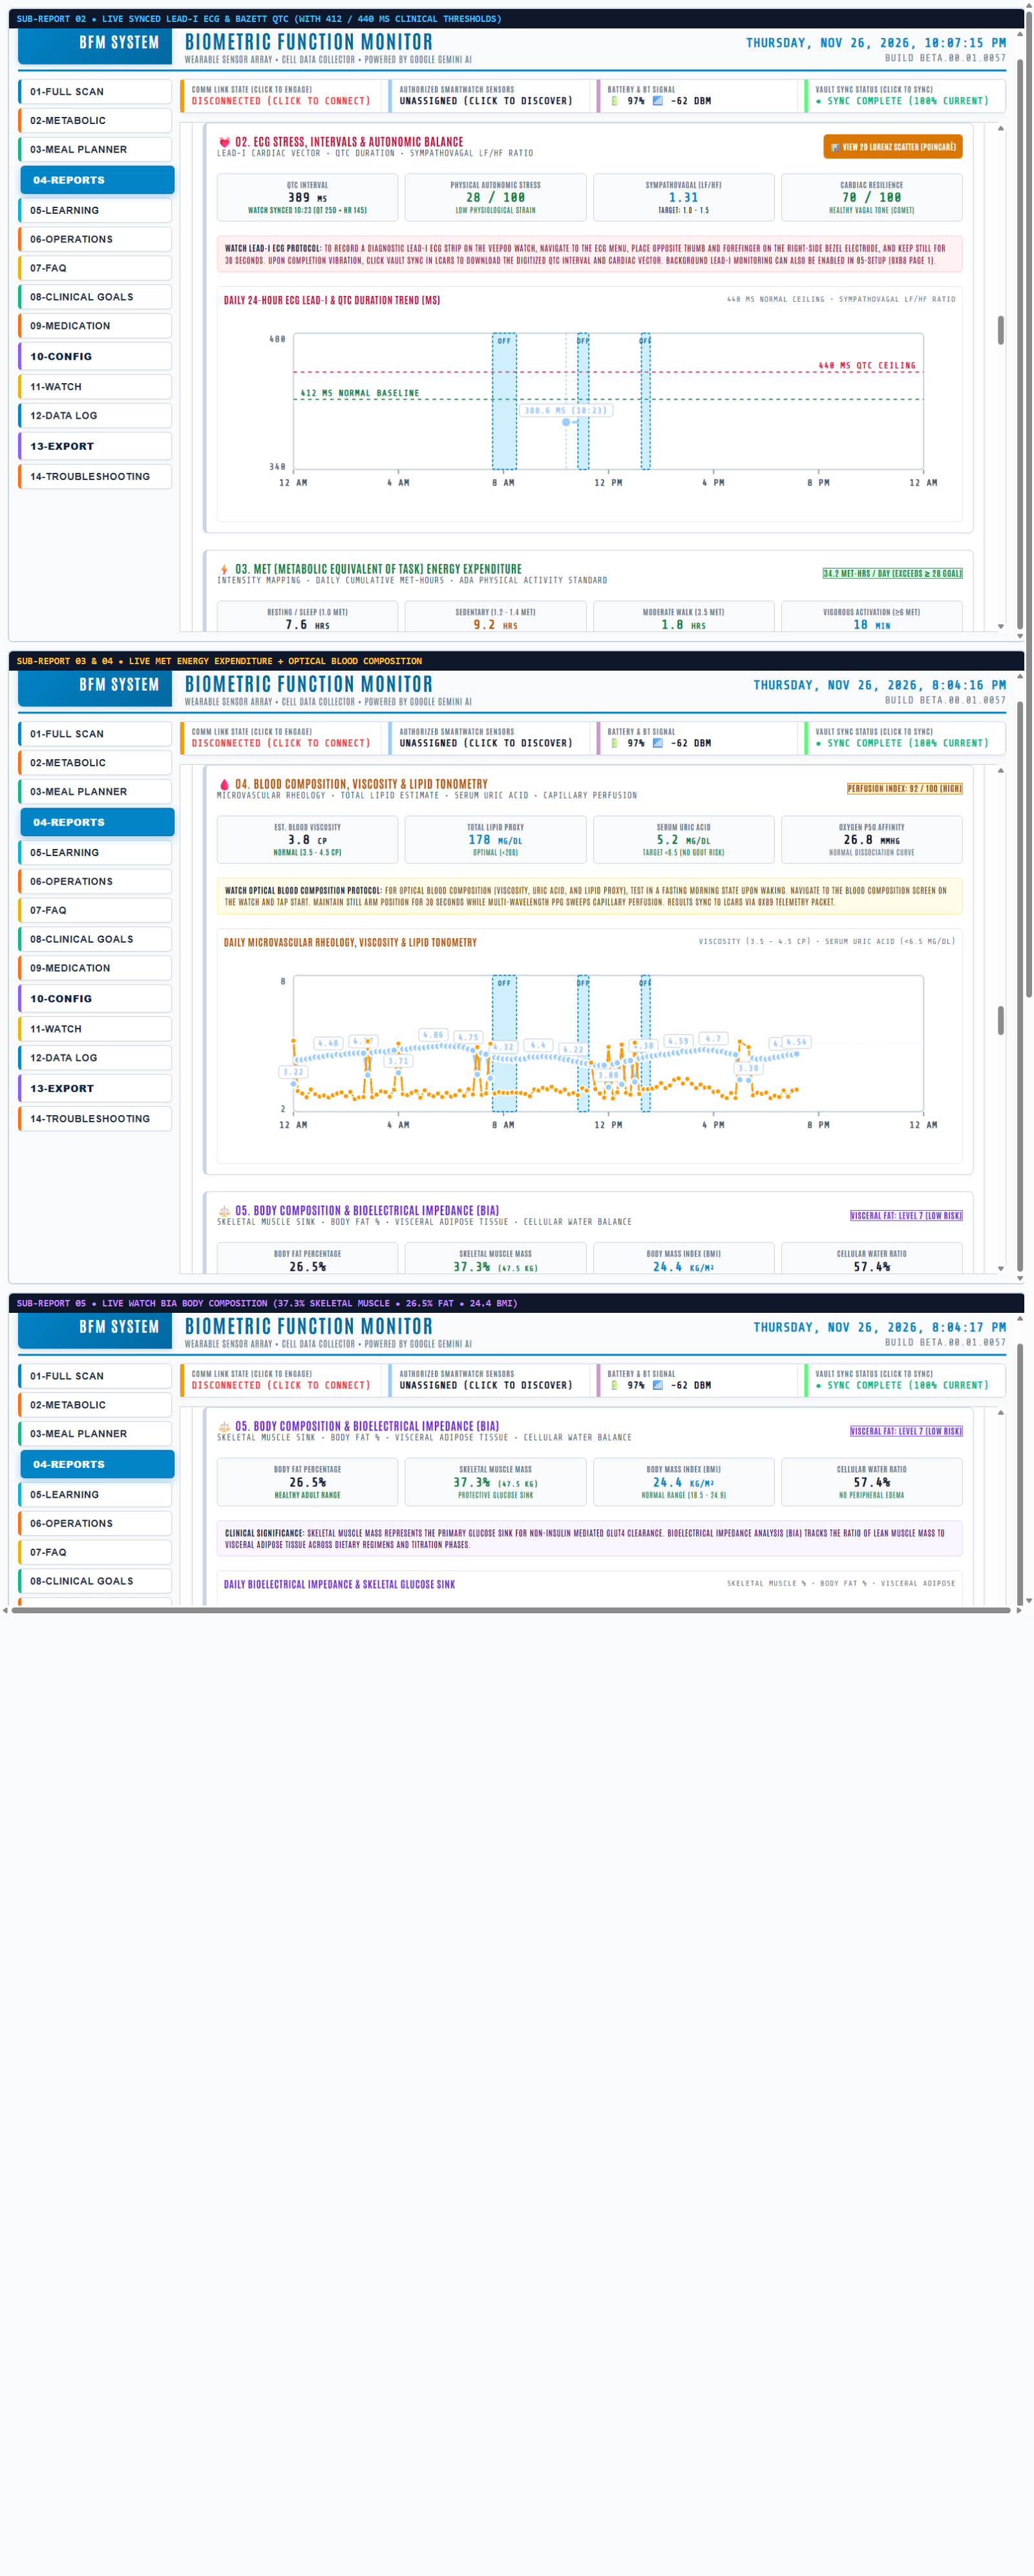 SUB-REPORT 02 • LIVE SYNCED LEAD-I ECG & BAZETT QTC (WITH 412 / 440 MS CLINICAL THRESHOLDS)
BFM SYSTEM
BIOMETRIC FUNCTION MONITOR
WEARABLE SENSOR ARRAY • CELL DATA COLLECTOR • POWERED BY GOOGLE GEMINI AI
THURSDAY, NOV 26, 2026, 10:07:15 PM
BUILD BETA.00.01.0057
01-FULL SCAN
02-METABOLIC
03-MEAL PLANNER
04-REPORTS
05-LEARNING
06-OPERATIONS
07-FAQ
08-CLINICAL GOALS
09-MEDICATION
10-CONFIG
11-WATCH
12-DATA LOG
13-EXPORT
14-TROUBLESHOOTING
COMM LINK STATE (CLICK TO ENGAGE)
DISCONNECTED (CLICK TO CONNECT)
AUTHORIZED SMARTWATCH SENSORS
UNASSIGNED (CLICK TO DISCOVER)
BATTERY & BT SIGNAL
97% -62 DBM
VAULT SYNC STATUS (CLICK TO SYNC)
● SYNC COMPLETE (100% CURRENT)
02. ECG STRESS, INTERVALS & AUTONOMIC BALANCE
LEAD-I CARDIAC VECTOR • QTC DURATION • SYMPATHOVAGAL LF/HF RATIO
VIEW 2D LORENZ SCATTER (POINCARÉ)
QTC INTERVAL
389 MS
WATCH SYNCED 10:23 (QT 250 • HR 145)
PHYSICAL AUTONOMIC STRESS
28 / 100
LOW PHYSIOLOGICAL STRAIN
SYMPATHOVAGAL (LF/HF)
1.31
TARGET: 1.0 - 1.5
CARDIAC RESILIENCE
70 / 100
HEALTHY VAGAL TONE (COMET)
WATCH LEAD-I ECG PROTOCOL: TO RECORD A DIAGNOSTIC LEAD-I ECG STRIP ON THE VEEPOO WATCH, NAVIGATE TO THE ECG MENU, PLACE OPPOSITE THUMB AND FOREFINGER ON THE RIGHT-SIDE BEZEL ELECTRODE, AND KEEP STILL FOR
30 SECONDS. UPON COMPLETION VIBRATION, CLICK VAULT SYNC IN LCARS TO DOWNLOAD THE DIGITIZED QTC INTERVAL AND CARDIAC VECTOR. BACKGROUND LEAD-I MONITORING CAN ALSO BE ENABLED IN 05-SETUP (0XB8 PAGE 1).
DAILY 24-HOUR ECG LEAD-I & QTC DURATION TREND (MS)
440 MS NORMAL CEILING • SYMPATHOVAGAL LF/HF RATIO
480
OFF
OFF
OFF
440 MS QTC CEILING
412 MS NORMAL BASELINE
388.6 MS (10:23)
340
12 AM
4 AM
8 AM
12 PM
4 PM
8 PM
12 AM
03. MET (METABOLIC EQUIVALENT OF TASK) ENERGY EXPENDITURE
INTENSITY MAPPING • DAILY CUMULATIVE MET-HOURS • ADA PHYSICAL ACTIVITY STANDARD
34.2 MET-HRS / DAY (EXCEEDS ≥ 28 GOAL)
RESTING / SLEEP (1.0 MET)
7.6 HRS
SEDENTARY (1.2 - 1.4 MET)
9.2 HRS
MODERATE WALK (3.5 MET)
1.8 HRS
VIGOROUS ACTIVATION (≥6 MET)
18 MIN
SUB-REPORT 03 & 04 • LIVE MET ENERGY EXPENDITURE + OPTICAL BLOOD COMPOSITION
BFM SYSTEM
BIOMETRIC FUNCTION MONITOR
WEARABLE SENSOR ARRAY • CELL DATA COLLECTOR • POWERED BY GOOGLE GEMINI AI
THURSDAY, NOV 26, 2026, 8:04:16 PM
BUILD BETA.00.01.0057
01-FULL SCAN
02-METABOLIC
03-MEAL PLANNER
04-REPORTS
05-LEARNING
06-OPERATIONS
07-FAQ
08-CLINICAL GOALS
09-MEDICATION
10-CONFIG
11-WATCH
12-DATA LOG
13-EXPORT
14-TROUBLESHOOTING
COMM LINK STATE (CLICK TO ENGAGE)
DISCONNECTED (CLICK TO CONNECT)
AUTHORIZED SMARTWATCH SENSORS
UNASSIGNED (CLICK TO DISCOVER)
BATTERY & BT SIGNAL
97% -62 DBM
VAULT SYNC STATUS (CLICK TO SYNC)
● SYNC COMPLETE (100% CURRENT)
04. BLOOD COMPOSITION, VISCOSITY & LIPID TONOMETRY
MICROVASCULAR RHEOLOGY • TOTAL LIPID ESTIMATE • SERUM URIC ACID • CAPILLARY PERFUSION
PERFUSION INDEX: 92 / 100 (HIGH)
EST. BLOOD VISCOSITY
3.8 CP
NORMAL (3.5 - 4.5 CP)
TOTAL LIPID PROXY
178 MG/DL
OPTIMAL (<200)
SERUM URIC ACID
5.2 MG/DL
TARGET <6.5 (NO GOUT RISK)
OXYGEN P50 AFFINITY
26.8 MMHG
NORMAL DISSOCIATION CURVE
WATCH OPTICAL BLOOD COMPOSITION PROTOCOL: FOR OPTICAL BLOOD COMPOSITION (VISCOSITY, URIC ACID, AND LIPID PROXY), TEST IN A FASTING MORNING STATE UPON WAKING. NAVIGATE TO THE BLOOD COMPOSITION SCREEN ON
THE WATCH AND TAP START. MAINTAIN STILL ARM POSITION FOR 30 SECONDS WHILE MULTI-WAVELENGTH PPG SWEEPS CAPILLARY PERFUSION. RESULTS SYNC TO LCARS VIA 0XB9 TELEMETRY PACKET.
DAILY MICROVASCULAR RHEOLOGY, VISCOSITY & LIPID TONOMETRY
VISCOSITY (3.5 - 4.5 CP) • SERUM URIC ACID (<6.5 MG/DL)
8
OFF
OFF
OFF
3.22
4.48
3.71
4.86
4.75
4.32
4.4
4.22
3.08
4.38
4.59
4.7
3.38
4.54
2
12 AM
4 AM
8 AM
12 PM
4 PM
8 PM
12 AM
05. BODY COMPOSITION & BIOELECTRICAL IMPEDANCE (BIA)
SKELETAL MUSCLE SINK • BODY FAT % • VISCERAL ADIPOSE TISSUE • CELLULAR WATER BALANCE
VISCERAL FAT: LEVEL 7 (LOW RISK)
BODY FAT PERCENTAGE
26.5%
SKELETAL MUSCLE MASS
37.3% (47.5 KG)
BODY MASS INDEX (BMI)
24.4 KG/M²
CELLULAR WATER RATIO
57.4%
SUB-REPORT 05 • LIVE WATCH BIA BODY COMPOSITION (37.3% SKELETAL MUSCLE • 26.5% FAT • 24.4 BMI)
BFM SYSTEM
BIOMETRIC FUNCTION MONITOR
WEARABLE SENSOR ARRAY • CELL DATA COLLECTOR • POWERED BY GOOGLE GEMINI AI
THURSDAY, NOV 26, 2026, 8:04:17 PM
BUILD BETA.00.01.0057
01-FULL SCAN
02-METABOLIC
03-MEAL PLANNER
04-REPORTS
05-LEARNING
06-OPERATIONS
07-FAQ
08-CLINICAL GOALS
COMM LINK STATE (CLICK TO ENGAGE)
DISCONNECTED (CLICK TO CONNECT)
AUTHORIZED SMARTWATCH SENSORS
UNASSIGNED (CLICK TO DISCOVER)
BATTERY & BT SIGNAL
97% -62 DBM
VAULT SYNC STATUS (CLICK TO SYNC)
● SYNC COMPLETE (100% CURRENT)
05. BODY COMPOSITION & BIOELECTRICAL IMPEDANCE (BIA)
SKELETAL MUSCLE SINK • BODY FAT % • VISCERAL ADIPOSE TISSUE • CELLULAR WATER BALANCE
VISCERAL FAT: LEVEL 7 (LOW RISK)
BODY FAT PERCENTAGE
26.5%
HEALTHY ADULT RANGE
SKELETAL MUSCLE MASS
37.3% (47.5 KG)
PROTECTIVE GLUCOSE SINK
BODY MASS INDEX (BMI)
24.4 KG/M²
NORMAL RANGE (18.5 - 24.9)
CELLULAR WATER RATIO
57.4%
NO PERIPHERAL EDEMA
CLINICAL SIGNIFICANCE: SKELETAL MUSCLE MASS REPRESENTS THE PRIMARY GLUCOSE SINK FOR NON-INSULIN MEDIATED GLUT4 CLEARANCE. BIOELECTRICAL IMPEDANCE ANALYSIS (BIA) TRACKS THE RATIO OF LEAN MUSCLE MASS TO
VISCERAL ADIPOSE TISSUE ACROSS DIETARY REGIMENS AND TITRATION PHASES.
DAILY BIOELECTRICAL IMPEDANCE & SKELETAL GLUCOSE SINK
SKELETAL MUSCLE % • BODY FAT % • VISCERAL ADIPOSE